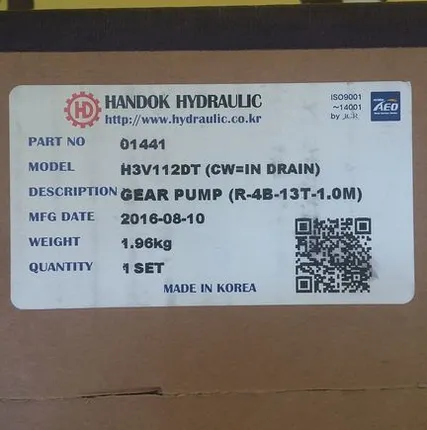 HD HANDOK HYDRAULIC
http://www.hydraulic.co.kr
ISO9001
~14001
by
AEO
PART NO 01441
MODEL H3V112DT (CW=IN DRAIN)
DESCRIPTION GEAR PUMP (R-4B-13T-1.0M)
MFG DATE 2016-08-10
WEIGHT 1.96kg
QUANTITY 1 SET
MADE IN KOREA